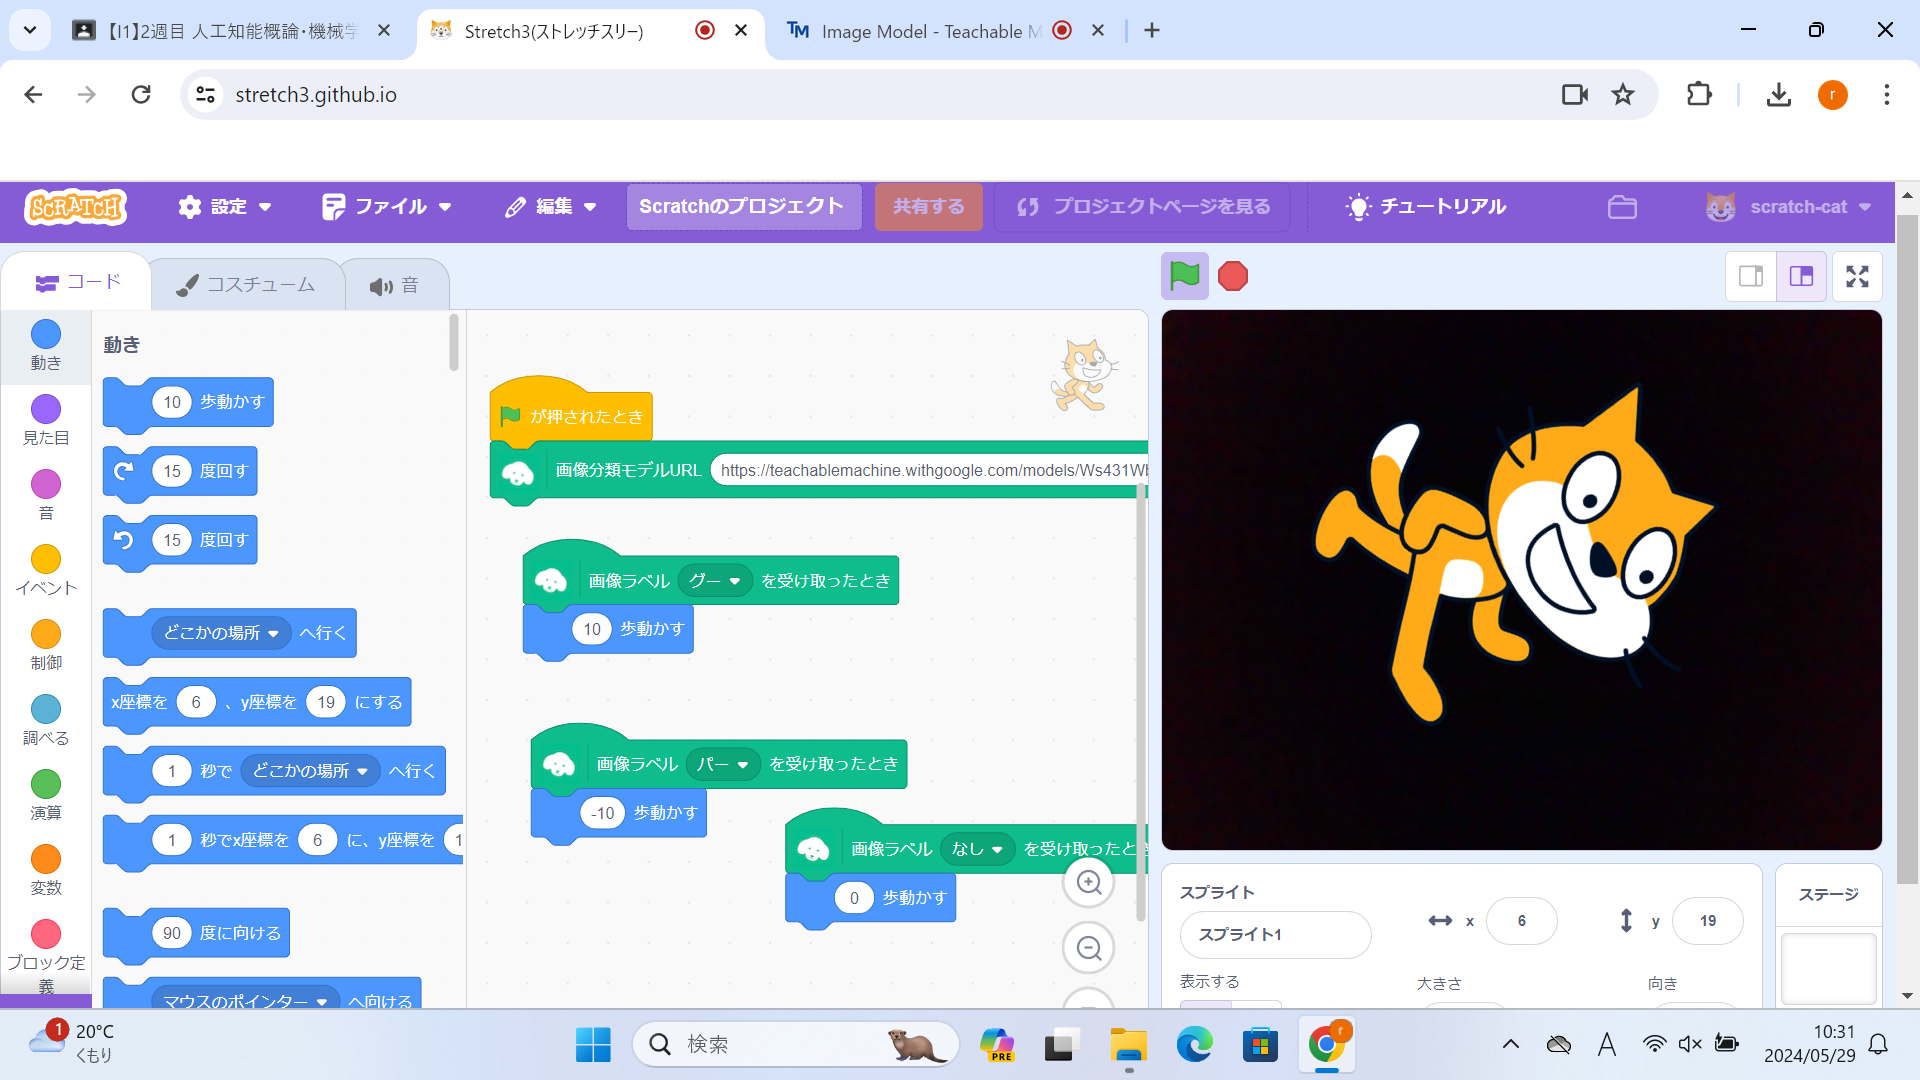 【I1】2週目 人工知能概論・機械学
Stretch3(ストレッチスリー)
Image Model - Teachable M
stretch3.github.io
r
SCRATCH
設定
ファイル
編集
Scratchのプロジェクト
共有する
プロジェクトページを見る
チュートリアル
scratch-cat
コード
コスチューム
音
動き
見た目
音
イベント
制御
調べる
演算
変数
ブロック定
義
動き
10 歩動かす
15 度回す
15 度回す
どこかの場所 へ行く
x座標を 6 、y座標を 19 にする
1 秒で どこかの場所 へ行く
1 秒でx座標を 6 に、y座標を 1
90 度に向ける
マウスのポインター へ向ける
が押されたとき
画像分類モデルURL https://teachablemachine.withgoogle.com/models/Ws431W
画像ラベル グー を受け取ったとき
10 歩動かす
画像ラベル パー を受け取ったとき
-10 歩動かす
画像ラベル なし を受け取ったとき
0 歩動かす
スプライト
スプライト1
x 6
y 19
表示する
大きさ
向き
ステージ
1
20°C
くもり
検索
PRE
r
A
10:31
2024/05/29